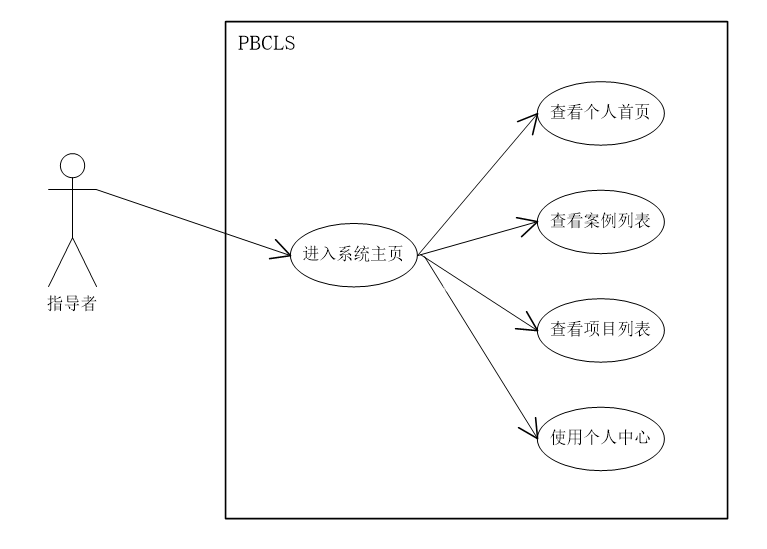 PBCLS
查看个人首页
查看案例列表
进入系统主页
指导者
查看项目列表
使用个人中心